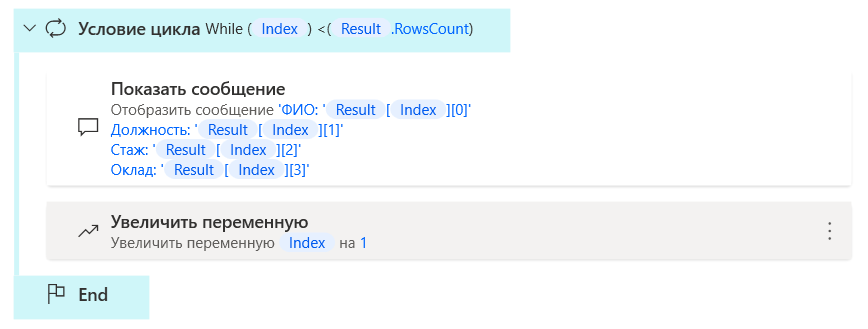 Условие цикла While ( Index ) <( Result .RowsCount)
Показать сообщение
Отобразить сообщение 'ФИО: ' Result [ Index ][0]'
Должность: ' Result [ Index ][1]'
Стаж: ' Result [ Index ][2]'
Оклад: ' Result [ Index ][3]'
Увеличить переменную
Увеличить переменную Index на 1
End